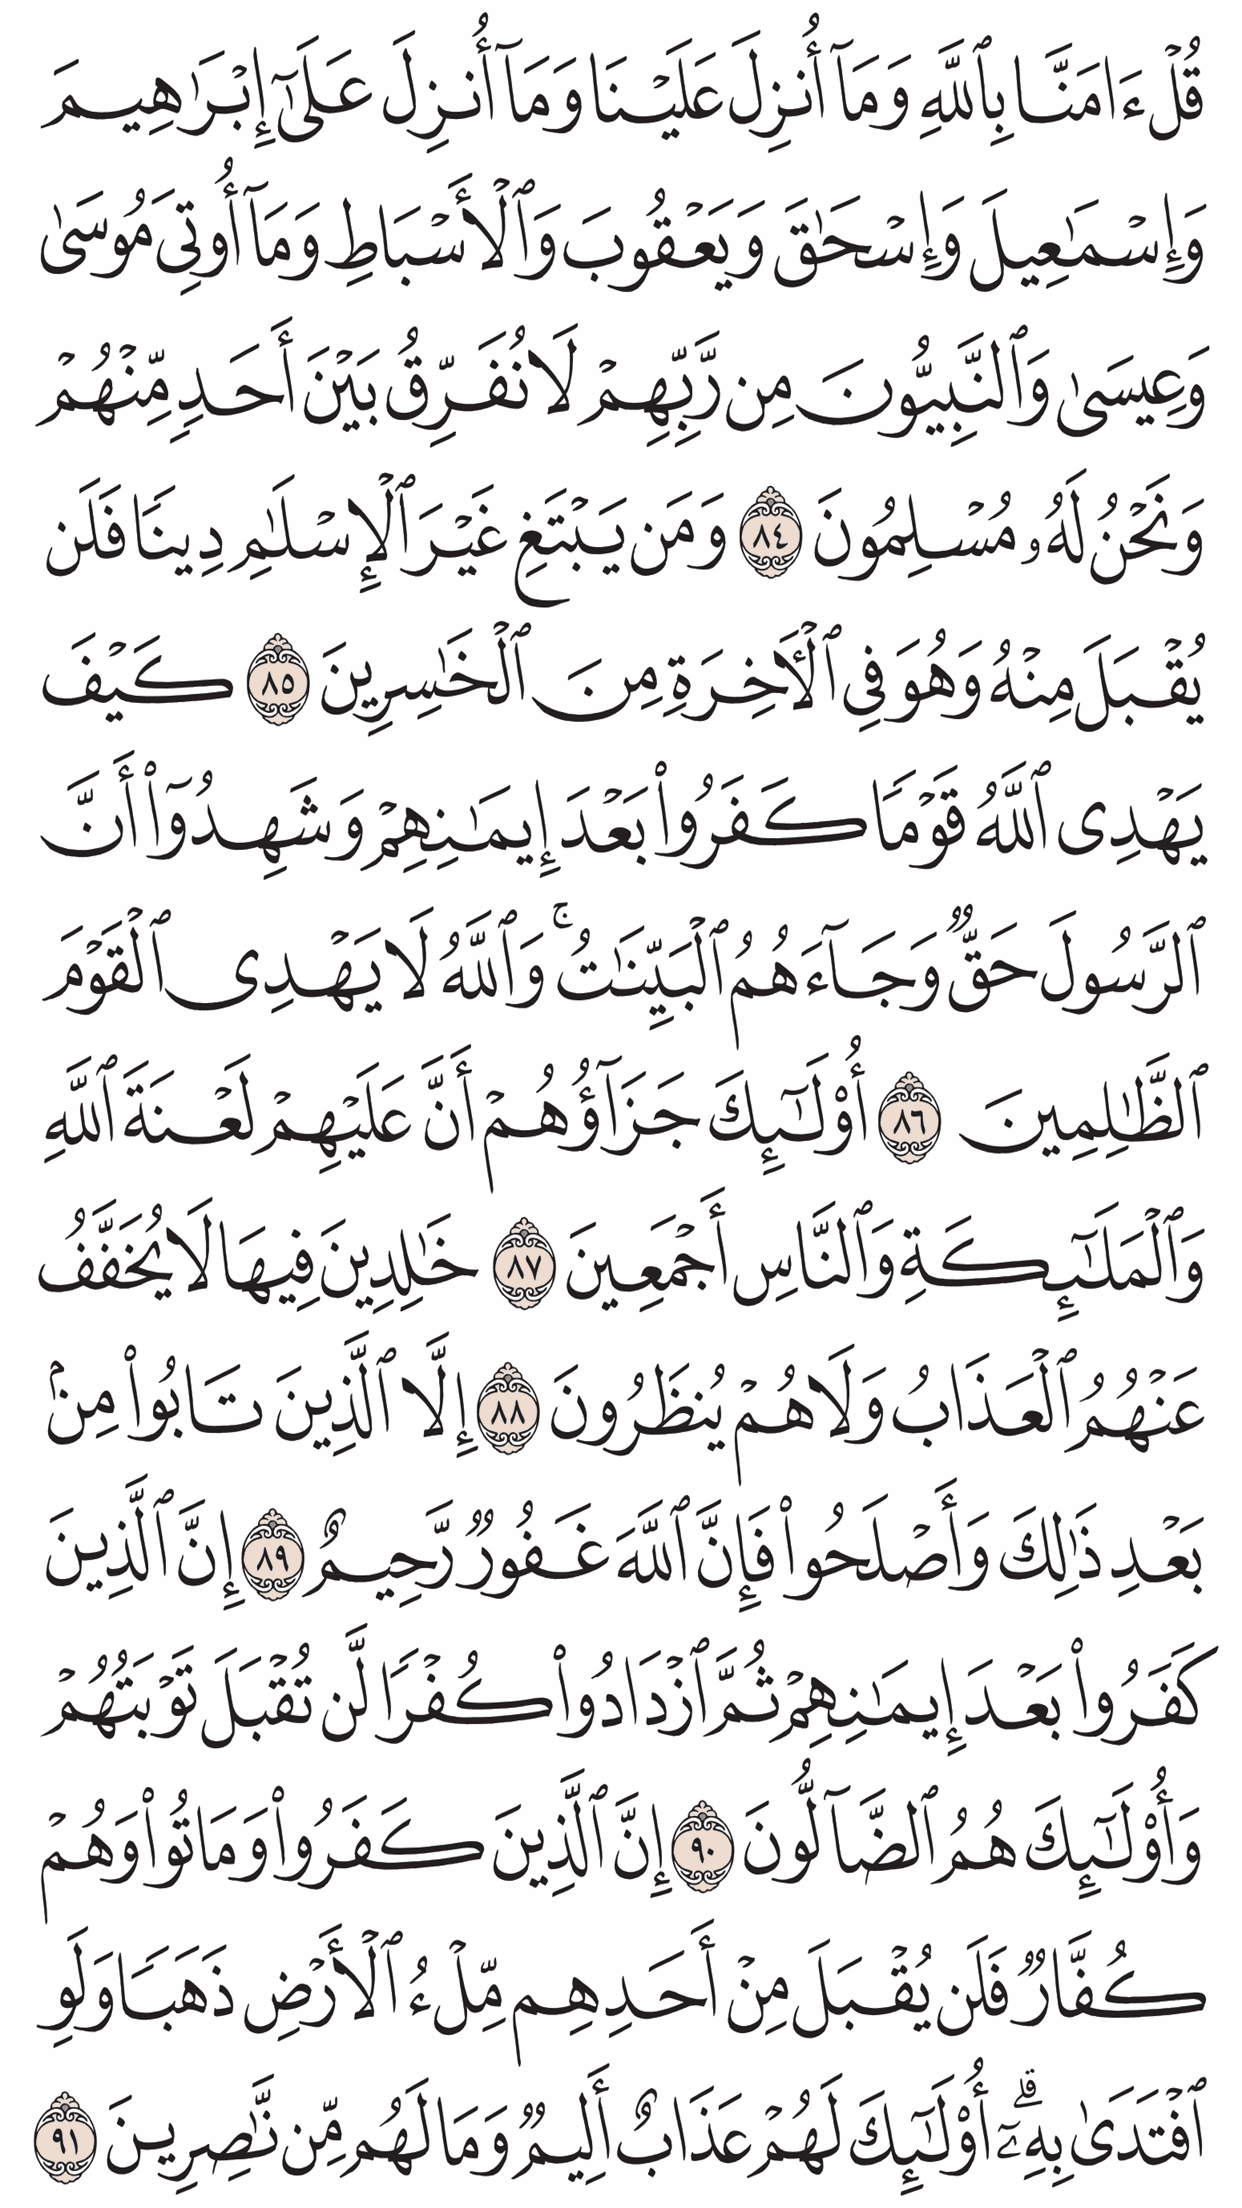 قُلْ ءَامَنَّا بِٱللَّهِ وَمَآ أُنزِلَ عَلَيْنَا وَمَآ أُنزِلَ عَلَىٰٓ إِبْرَٰهِيمَ
وَإِسْمَٰعِيلَ وَإِسْحَٰقَ وَيَعْقُوبَ وَٱلْأَسْبَاطِ وَمَآ أُوتِىَ مُوسَىٰ
وَعِيسَىٰ وَٱلنَّبِيُّونَ مِن رَّبِّهِمْ لَا نُفَرِّقُ بَيْنَ أَحَدٍ مِّنْهُمْ
وَنَحْنُ لَهُۥ مُسْلِمُونَ ٨٤ وَمَن يَبْتَغِ غَيْرَ ٱلْإِسْلَٰمِ دِينًا فَلَن
يُقْبَلَ مِنْهُ وَهُوَ فِى ٱلْأَخِرَةِ مِنَ ٱلْخَٰسِرِينَ ٨٥ كَيْفَ
يَهْدِى ٱللَّهُ قَوْمًا كَفَرُوا۟ بَعْدَ إِيمَٰنِهِمْ وَشَهِدُوٓا۟ أَنَّ
ٱلرَّسُولَ حَقٌّ وَجَآءَهُمُ ٱلْبَيِّنَٰتُ ۚ وَٱللَّهُ لَا يَهْدِى ٱلْقَوْمَ
ٱلظَّٰلِمِينَ ٨٦ أُو۟لَٰٓئِكَ جَزَآؤُهُمْ أَنَّ عَلَيْهِمْ لَعْنَةَ ٱللَّهِ
وَٱلْمَلَٰٓئِكَةِ وَٱلنَّاسِ أَجْمَعِينَ ٨٧ خَٰلِدِينَ فِيهَا لَا يُخَفَّفُ
عَنْهُمُ ٱلْعَذَابُ وَلَا هُمْ يُنظَرُونَ ٨٨ إِلَّا ٱلَّذِينَ تَابُوا۟ مِنۢ
بَعْدِ ذَٰلِكَ وَأَصْلَحُوا۟ فَإِنَّ ٱللَّهَ غَفُورٌ رَّحِيمٌ ٨٩ إِنَّ ٱلَّذِينَ
كَفَرُوا۟ بَعْدَ إِيمَٰنِهِمْ ثُمَّ ٱزْدَادُوا۟ كُفْرًا لَّن تُقْبَلَ تَوْبَتُهُمْ
وَأُو۟لَٰٓئِكَ هُمُ ٱلضَّآلُّونَ ٩٠ إِنَّ ٱلَّذِينَ كَفَرُوا۟ وَمَاتُوا۟ وَهُمْ
كُفَّارٌ فَلَن يُقْبَلَ مِنْ أَحَدِهِم مِّلْءُ ٱلْأَرْضِ ذَهَبًا وَلَوِ
ٱفْتَدَىٰ بِهِۦٓ ۗ أُو۟لَٰٓئِكَ لَهُمْ عَذَابٌ أَلِيمٌ وَمَا لَهُم مِّن نَّٰصِرِينَ ٩١